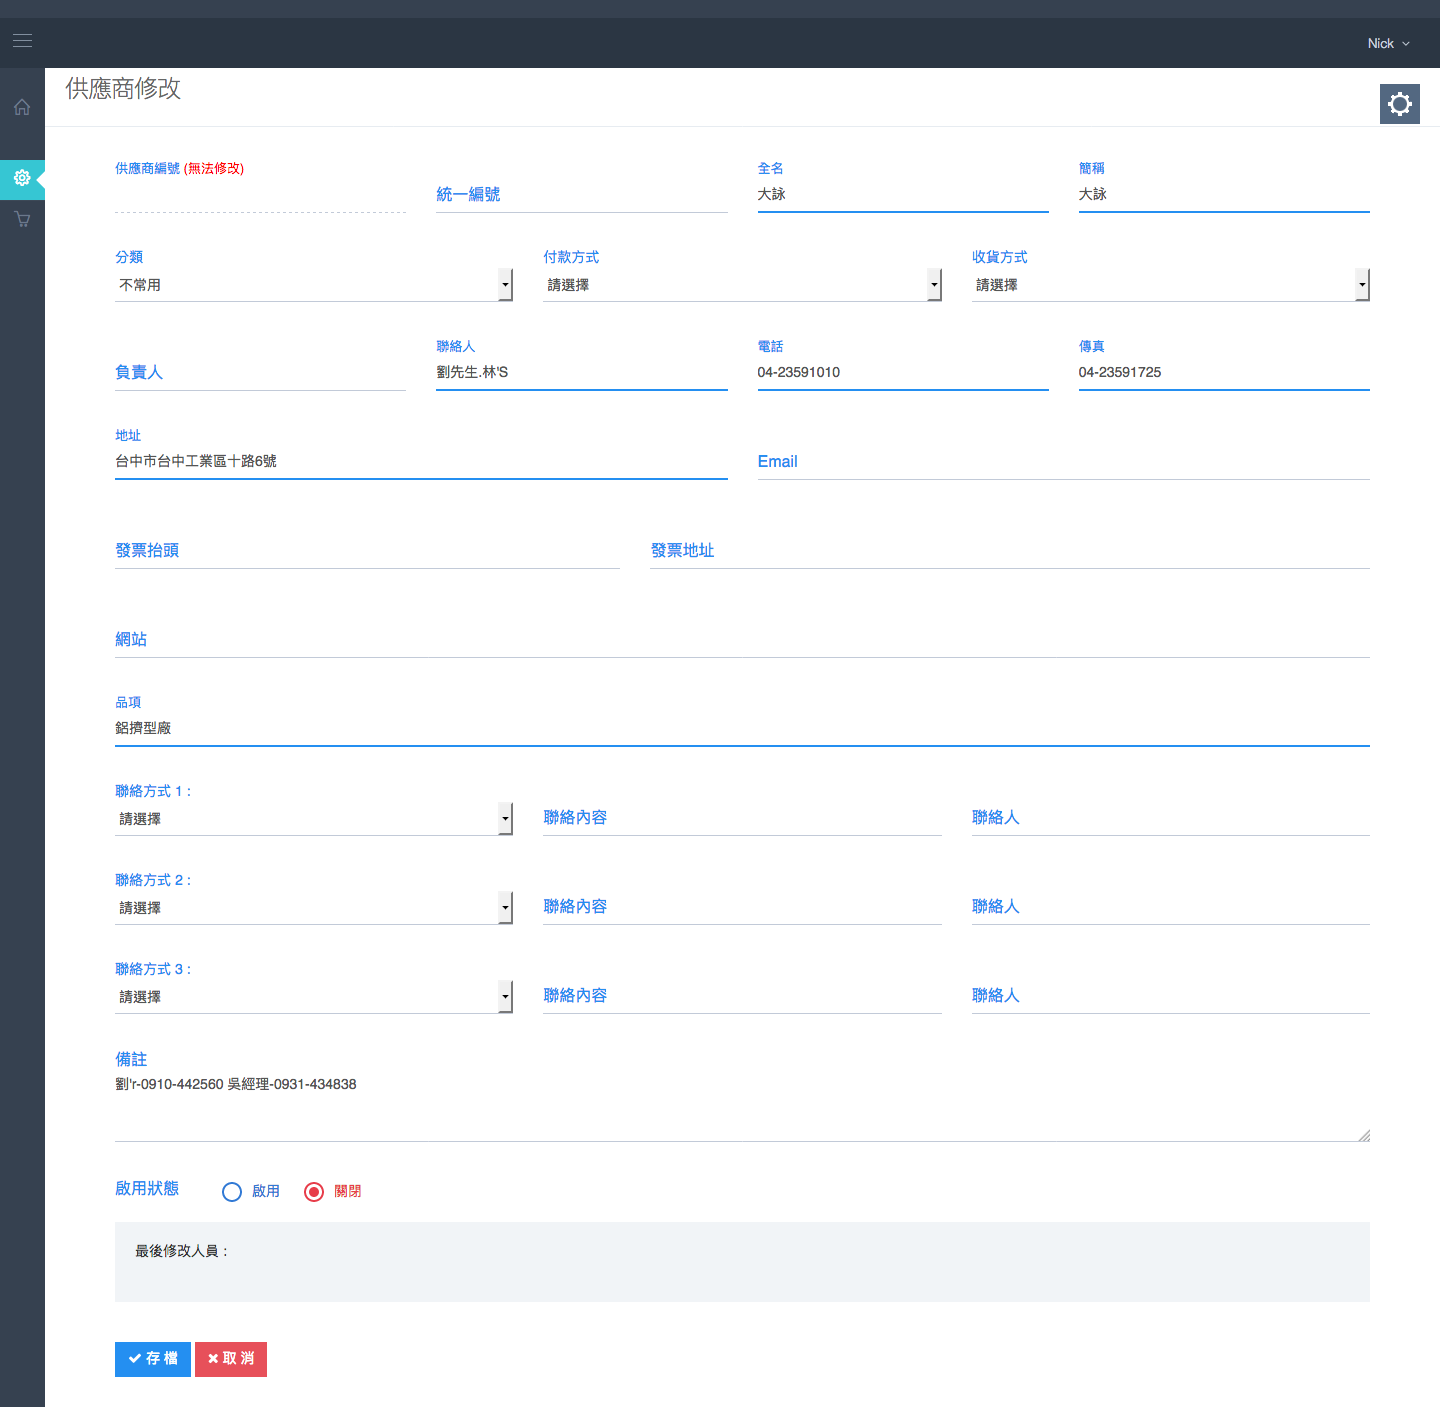 Nick
供應商修改
供應商編號 (無法修改)
統一編號
全名
大詠
簡稱
大詠
分類
不常用
付款方式
請選擇
收貨方式
請選擇
負責人
聯絡人
劉先生.林'S
電話
04-23591010
傳真
04-23591725
地址
台中市台中工業區十路6號
Email
發票抬頭
發票地址
網站
品項
鋁擠型廠
聯絡方式 1 :
請選擇
聯絡內容
聯絡人
聯絡方式 2 :
請選擇
聯絡內容
聯絡人
聯絡方式 3 :
請選擇
聯絡內容
聯絡人
備註
劉'r-0910-442560 吳經理-0931-434838
啟用狀態
啟用
關閉
最後修改人員 :
存 檔
取 消